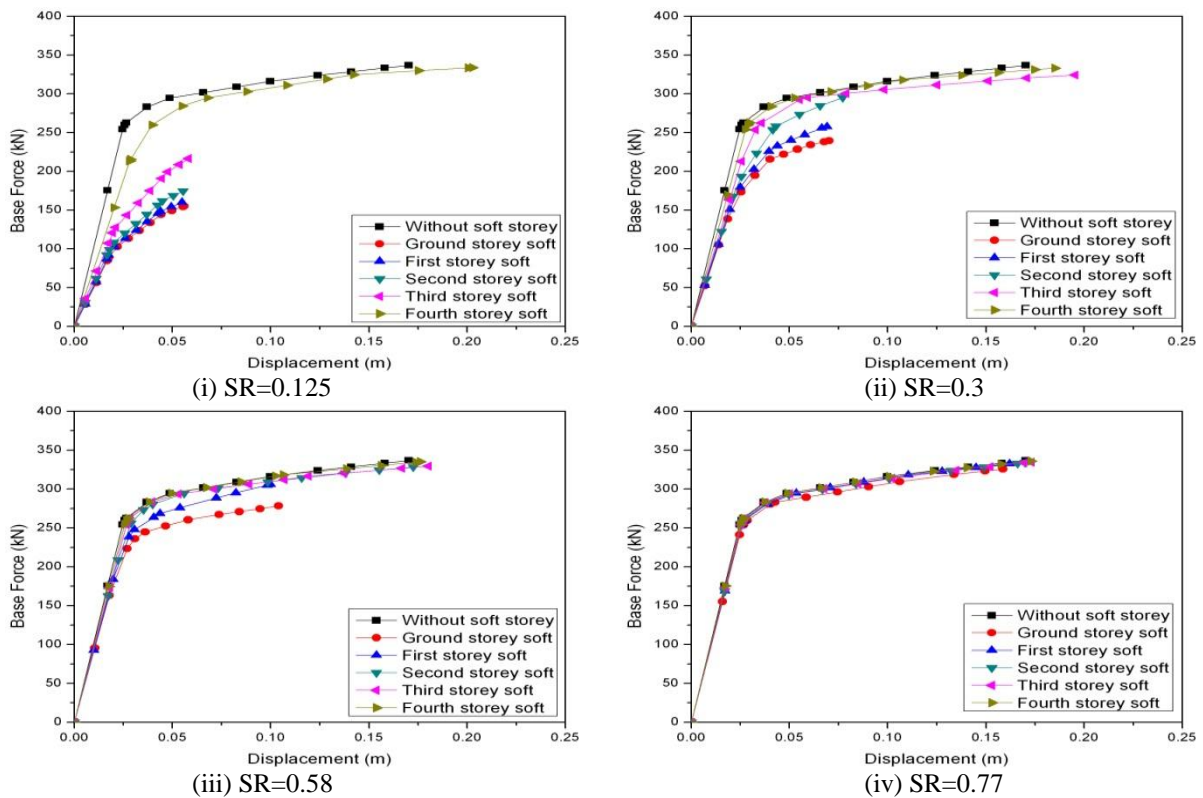 400
350
300
250
200
150
100
50
0
Base Force (kN)
Without soft storey
Ground storey soft
First storey soft
Second storey soft
Third storey soft
Fourth storey soft
0.00 0.05 0.10 0.15 0.20 0.25
Displacement (m)
(i) SR=0.125
400
350
300
250
200
150
100
50
0
Base Force (kN)
Without soft storey
Ground storey soft
First storey soft
Second storey soft
Third storey soft
Fourth storey soft
0.00 0.05 0.10 0.15 0.20 0.25
Displacement (m)
(ii) SR=0.3
400
350
300
250
200
150
100
50
0
Base Force (kN)
Without soft storey
Ground storey soft
First storey soft
Second storey soft
Third storey soft
Fourth storey soft
0.00 0.05 0.10 0.15 0.20 0.25
Displacement (m)
(iii) SR=0.58
400
350
300
250
200
150
100
50
0
Base Force (kN)
Without soft storey
Ground storey soft
First storey soft
Second storey soft
Third storey soft
Fourth storey soft
0.00 0.05 0.10 0.15 0.20 0.25
Displacement (m)
(iv) SR=0.77